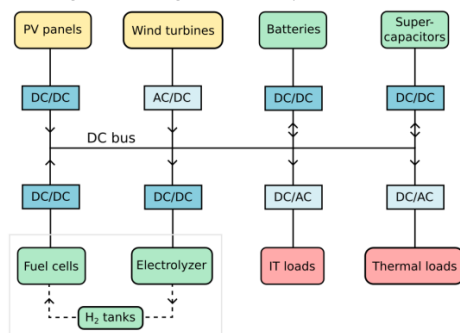 PV panels
Wind turbines
Batteries
Super-
capacitors
DC/DC
AC/DC
DC/DC
DC/DC
DC bus
DC/DC
DC/DC
DC/AC
DC/AC
Fuel cells
Electrolyzer
IT loads
Thermal loads
H₂ tanks